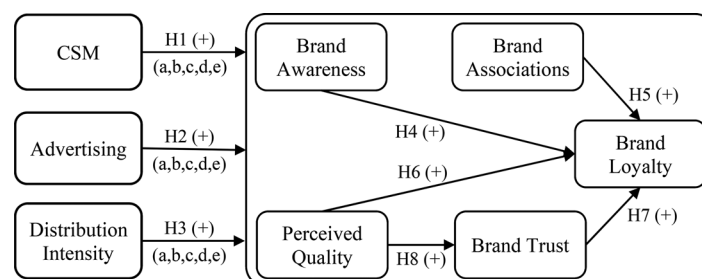 CSM
H1 (+)
(a,b,c,d,e)
Brand
Awareness
Brand
Associations
H5 (+)
Advertising
H2 (+)
(a,b,c,d,e)
H4 (+)
H6 (+)
Brand
Loyalty
Distribution
Intensity
H3 (+)
(a,b,c,d,e)
Perceived
Quality
H8 (+)
Brand Trust
H7 (+)